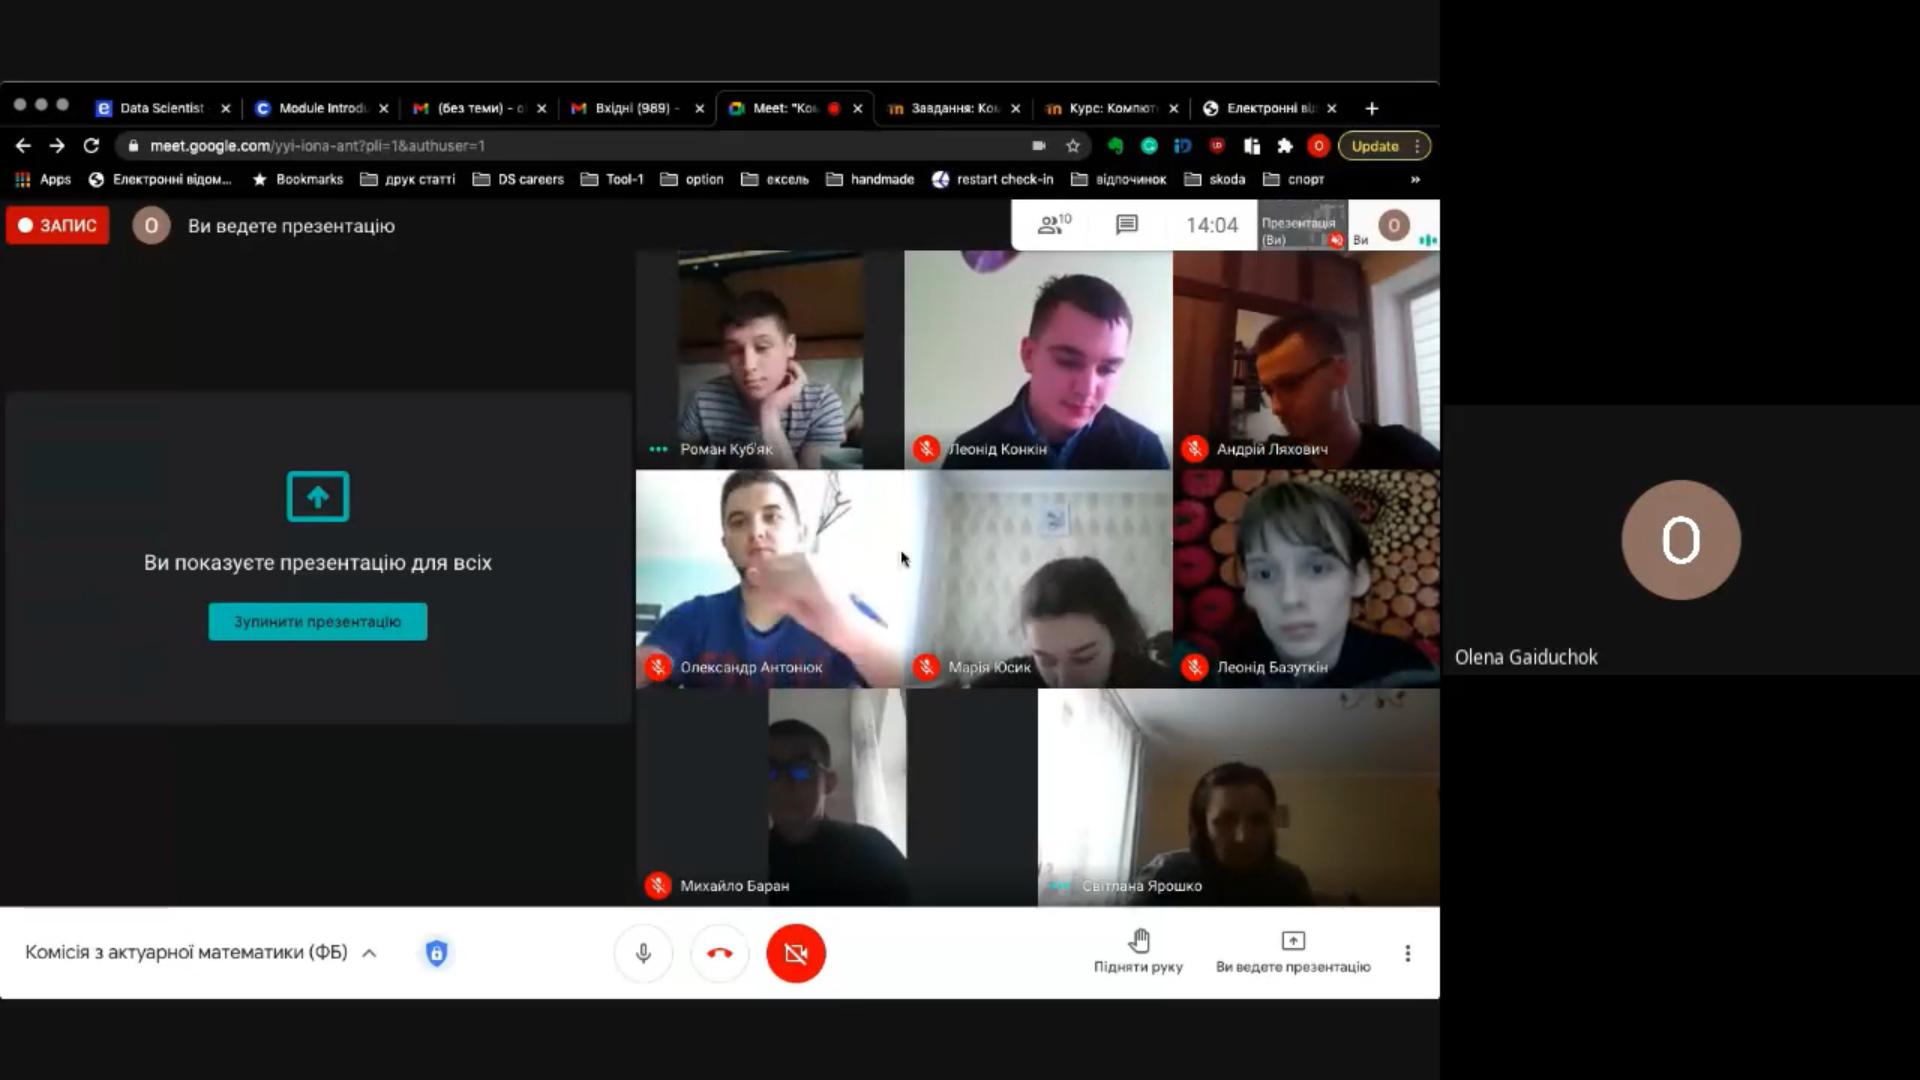 Data Scientist
Module Introd
(без теми) - o
Вхідні (989) -
Meet: "Ко
Завдання: Ко
Курс: Компют
Електронні ві
meet.google.com/yyi-iona-ant?pli=1&authuser=1
Update
Apps
Електронні відом...
Bookmarks
друк статті
DS careers
Tool-1
option
ексель
handmade
restart check-in
відпочинок
skoda
спорт
»
ЗАПИС
O
Ви ведете презентацію
10
14:04
Презентація
(Ви)
Ви
O
Роман Куб'як
Леонід Конкін
Андрій Ляхович
Ви показуєте презентацію для всіх
Зупинити презентацію
Олександр Антонюк
Марія Юсик
Леонід Базуткін
O
Olena Gaiduchok
Михайло Баран
Світлана Ярошко
Комісія з актуарної математики (ФБ)
Підняти руку
Ви ведете презентацію